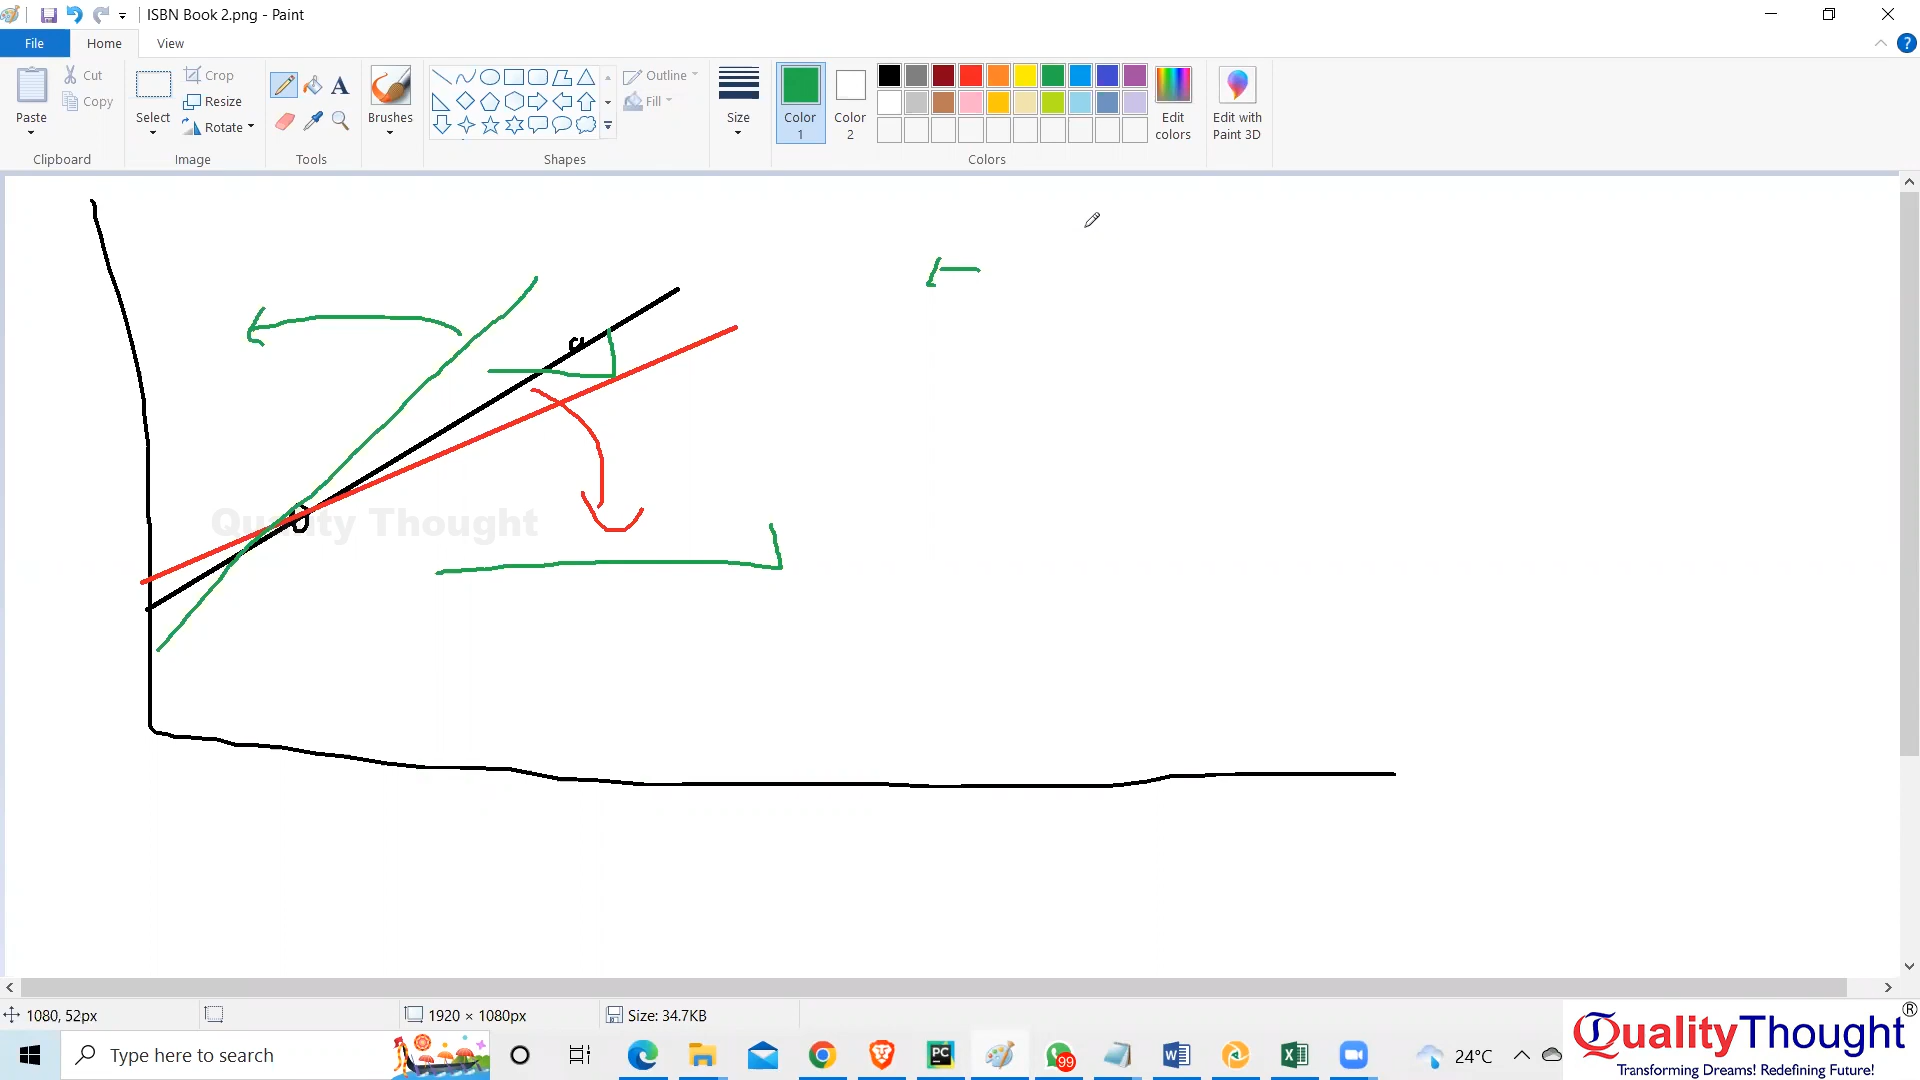 ISBN Book 2.png - Paint
File Home View
Paste
Cut
Copy
Clipboard
Select
Crop
Resize
Rotate
Image
Tools
Brushes
Shapes
Outline
Fill
Size
Color 1
Color 2
Colors
Edit colors
Edit with Paint 3D
Quality Thought
1080, 52px
1920 × 1080px
Size: 34.7KB
Type here to search
PC
99
24°C
QualityThought®
Transforming Dreams! Redefining Future!